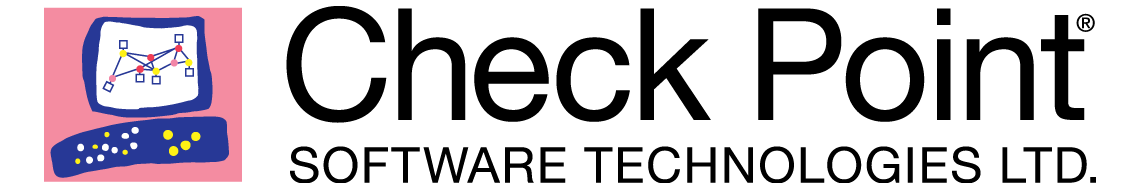 Check Point®
SOFTWARE TECHNOLOGIES LTD.